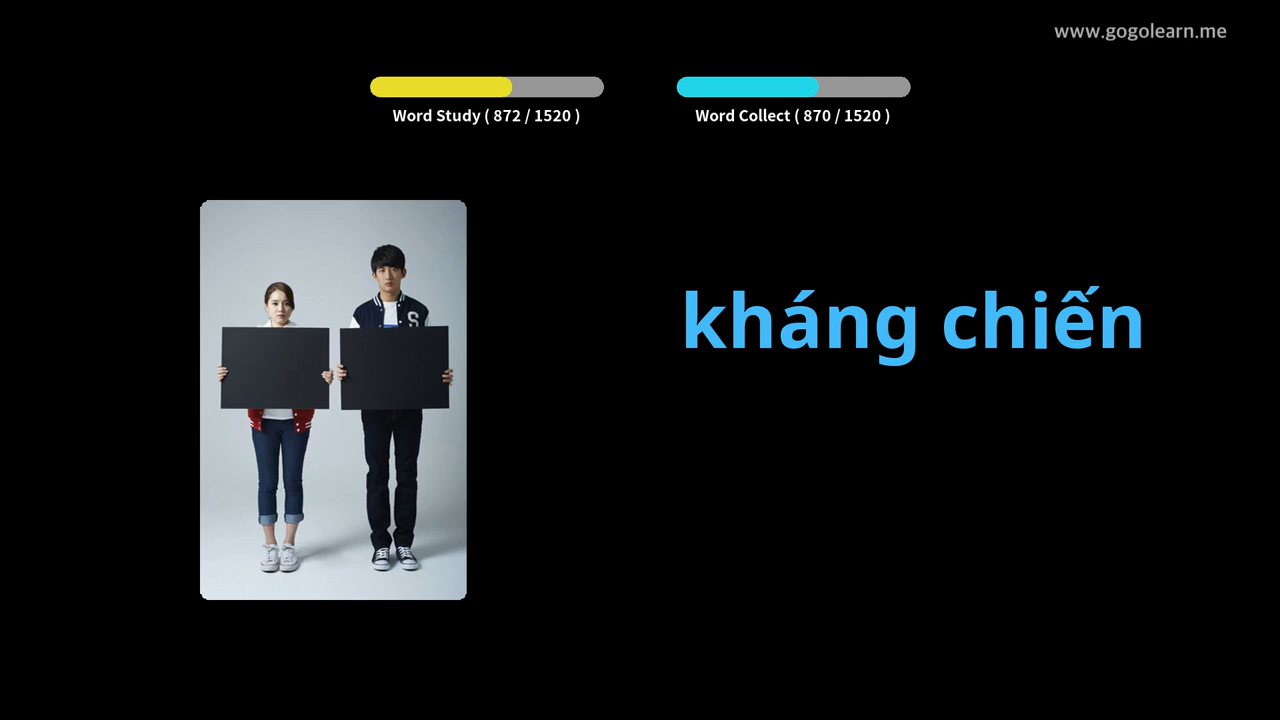 www.gogolearn.me
Word Study ( 872 / 1520 )
Word Collect ( 870 / 1520 )
S
kháng chiến